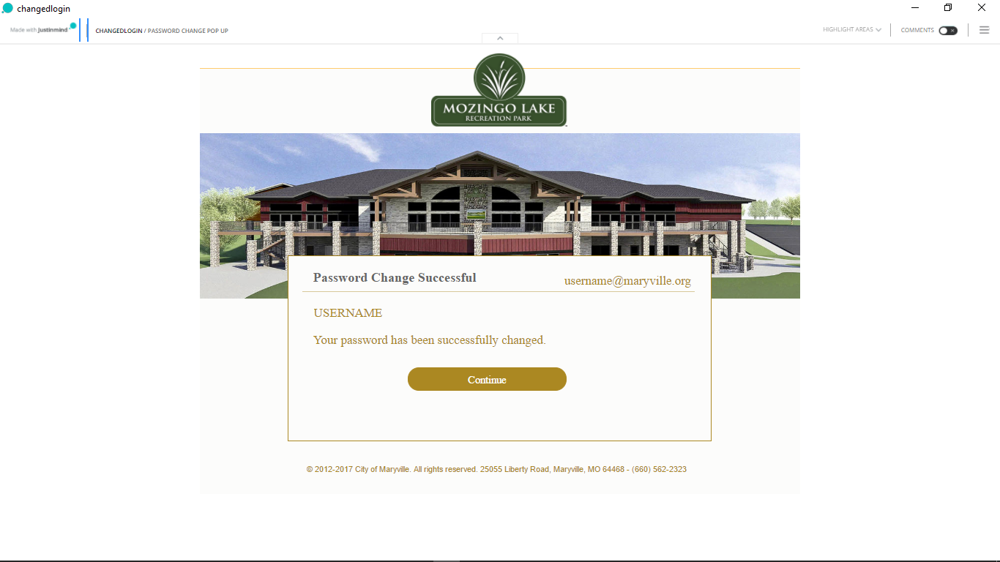 changedlogin
Made with justinmind
CHANGEDLOGIN / PASSWORD CHANGE POP UP
HIGHLIGHT AREAS
COMMENTS
MOZINGO LAKE
RECREATION PARK
Password Change Successful
username@maryville.org
USERNAME
Your password has been successfully changed.
Continue
© 2012-2017 City of Maryville. All rights reserved. 25055 Liberty Road, Maryville, MO 64468 - (660) 562-2323